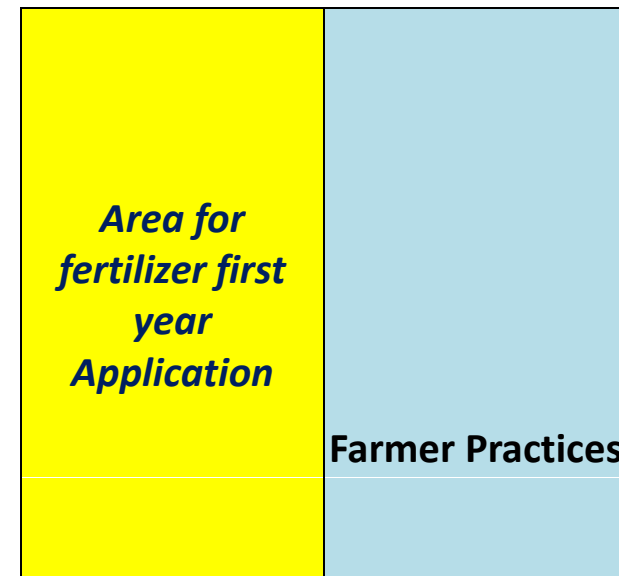 Area for
fertilizer first
year
Application
Farmer Practices